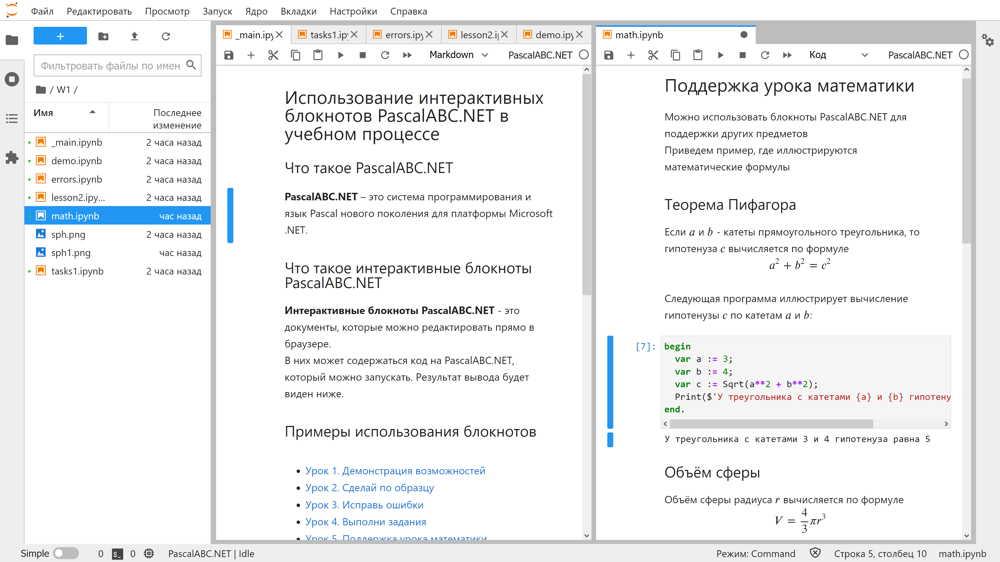 Файл Редактировать Просмотр Запуск Ядро Вкладки Настройки Справка
+
Фильтровать файлы по имен
/ W1 /
Имя
Последнее
изменение
_main.ipynb 2 часа назад
demo.ipynb 2 часа назад
errors.ipynb 2 часа назад
lesson2.ipy... 2 часа назад
math.ipynb час назад
sph.png 2 часа назад
sph1.png час назад
tasks1.ipynb 2 часа назад
_main.ipy tasks1.ipy errors.ipy lesson2.i demo.ipy
Markdown PascalABC.NET
Использование интерактивных
блокнотов PascalABC.NET в
учебном процессе
Что такое PascalABC.NET
PascalABC.NET – это система программирования и
язык Pascal нового поколения для платформы Microsoft
.NET.
Что такое интерактивные блокноты
PascalABC.NET
Интерактивные блокноты PascalABC.NET - это
документы, которые можно редактировать прямо в
браузере.
В них может содержаться код на PascalABC.NET,
который можно запускать. Результат вывода будет
виден ниже.
Примеры использования блокнотов
• Урок 1. Демонстрация возможностей
• Урок 2. Сделай по образцу
• Урок 3. Исправь ошибки
• Урок 4. Выполни задания
• Урок 5. Поддержка урока математики
math.ipynb
Код PascalABC.NET
Поддержка урока математики
Можно использовать блокноты PascalABC.NET для
поддержки других предметов
Приведем пример, где иллюстрируются
математические формулы
Теорема Пифагора
Если a и b - катеты прямоугольного треугольника, то
гипотенуза c вычисляется по формуле
a² + b² = c²
Следующая программа иллюстрирует вычисление
гипотенузы c по катетам a и b:
[7]: begin
var a := 3;
var b := 4;
var c := Sqrt(a**2 + b**2);
Print($'У треугольника с катетами {a} и {b} гипотену
end.
У треугольника с катетами 3 и 4 гипотенуза равна 5
Объём сферы
Объём сферы радиуса r вычисляется по формуле
V = 4/3 πr³
Simple 0 $_ 0 PascalABC.NET | Idle Режим: Command Строка 5, столбец 10 math.ipynb